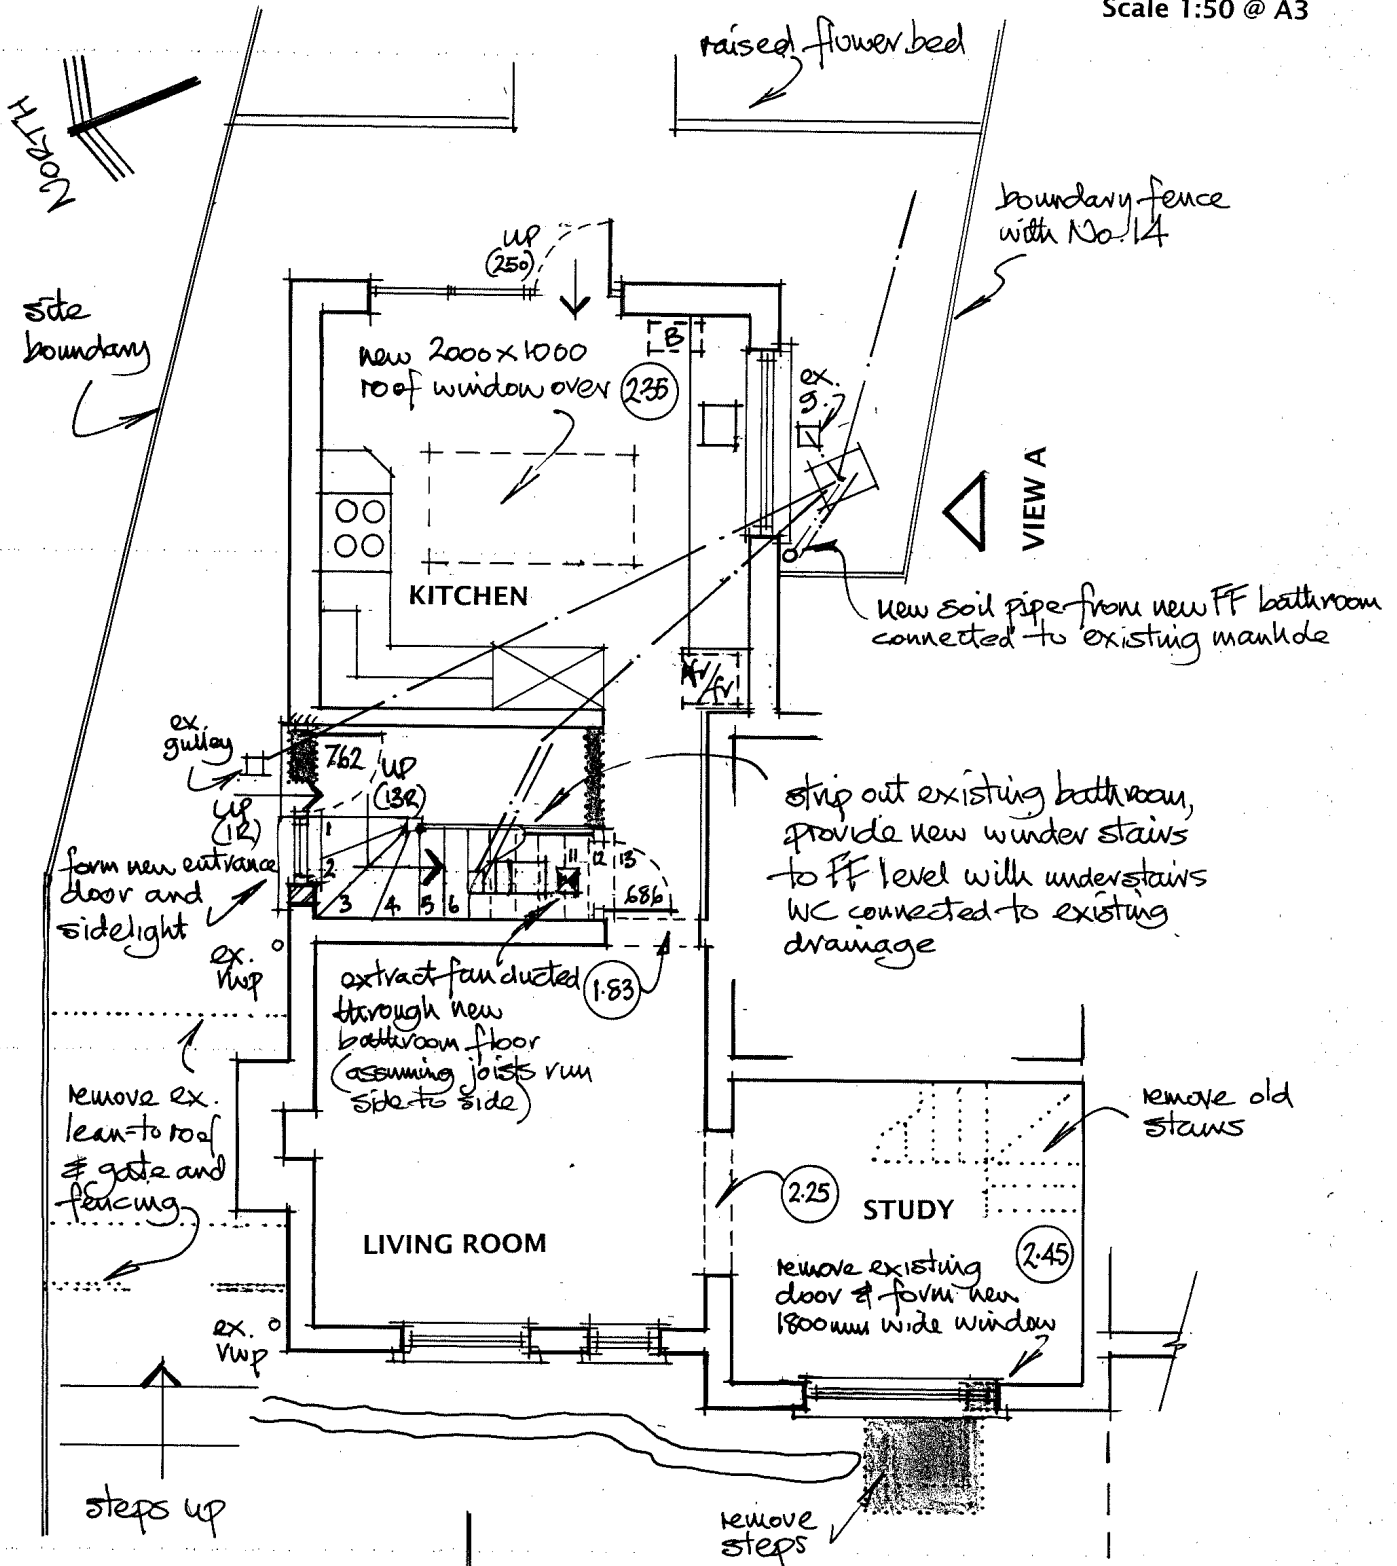 Scale 1:50 @ A3
raised flower bed
NORTH
boundary fence
with No. 14
UP
(250)
site
boundary
new 2000x1000
roof window over
2.35
B
ex.
g.
VIEW A
KITCHEN
new soil pipe from new FF bathroom
connected to existing manhole
fr/fr
ex.
gulley
762
UP
(13R)
UP
(1R)
strip out existing bathroom,
provide new winder stairs
to FF level with understairs
WC connected to existing
drainage
form new entrance
door and
sidelight
1
2
3
4
5
6
11
12
13
686
ex.
rwp
extract fan ducted
through new
bathroom floor
(assuming joists run
side to side)
1.83
remove ex.
lean-to roof
& gate and
fencing
remove old
stairs
2.25
STUDY
LIVING ROOM
2.45
remove existing
door & form new
1800mm wide window
ex.
rwp
steps up
remove
steps